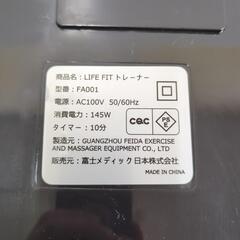 商品名：LIFE FIT トレーナー
型番：FA001
電源：AC100V 50/60Hz
消費電力：145W
タイマー：10分
cqc
PSE
製造元：GUANGZHOU FEIDA EXERCISE
AND MASSAGER EQUIPMENT CO., LTD
販売元：富士メディック日本株式会社
MADE IN CHINA